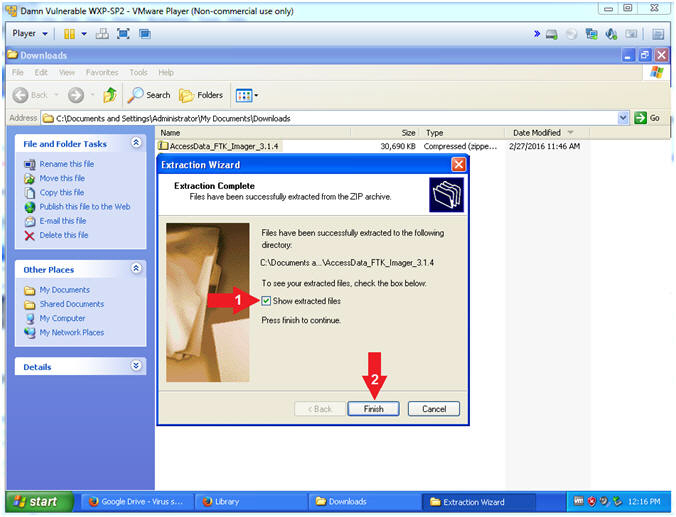 Damn Vulnerable WXP-SP2 - VMware Player (Non-commercial use only)
Player
Downloads
File Edit View Favorites Tools Help
Back Search Folders
Address C:\Documents and Settings\Administrator\My Documents\Downloads Go
Name Size Type Date Modified
AccessData_FTK_Imager_3.1.4 30,690 KB Compressed (zippe... 2/27/2016 11:46 AM
File and Folder Tasks
Rename this file
Move this file
Copy this file
Publish this file to the Web
E-mail this file
Delete this file
Other Places
My Documents
Shared Documents
My Computer
My Network Places
Details
Extraction Wizard
Extraction Complete
Files have been successfully extracted from the ZIP archive.
Files have been successfully extracted to the following
directory:
C:\Documents a...\AccessData_FTK_Imager_3.1.4
To see your extracted files, check the box below.
1
Show extracted files
Press finish to continue.
2
< Back Finish Cancel
start Google Drive - Virus s... Library Downloads Extraction Wizard 12:16 PM